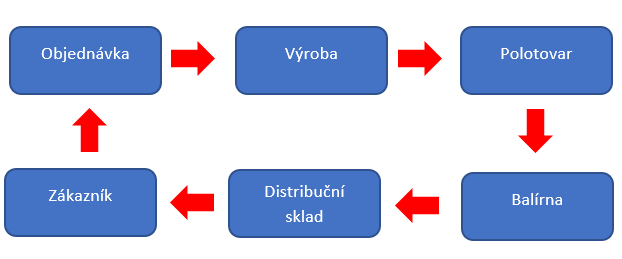 Objednávka
Výroba
Polotovar
Zákazník
Distribuční
sklad
Balírna